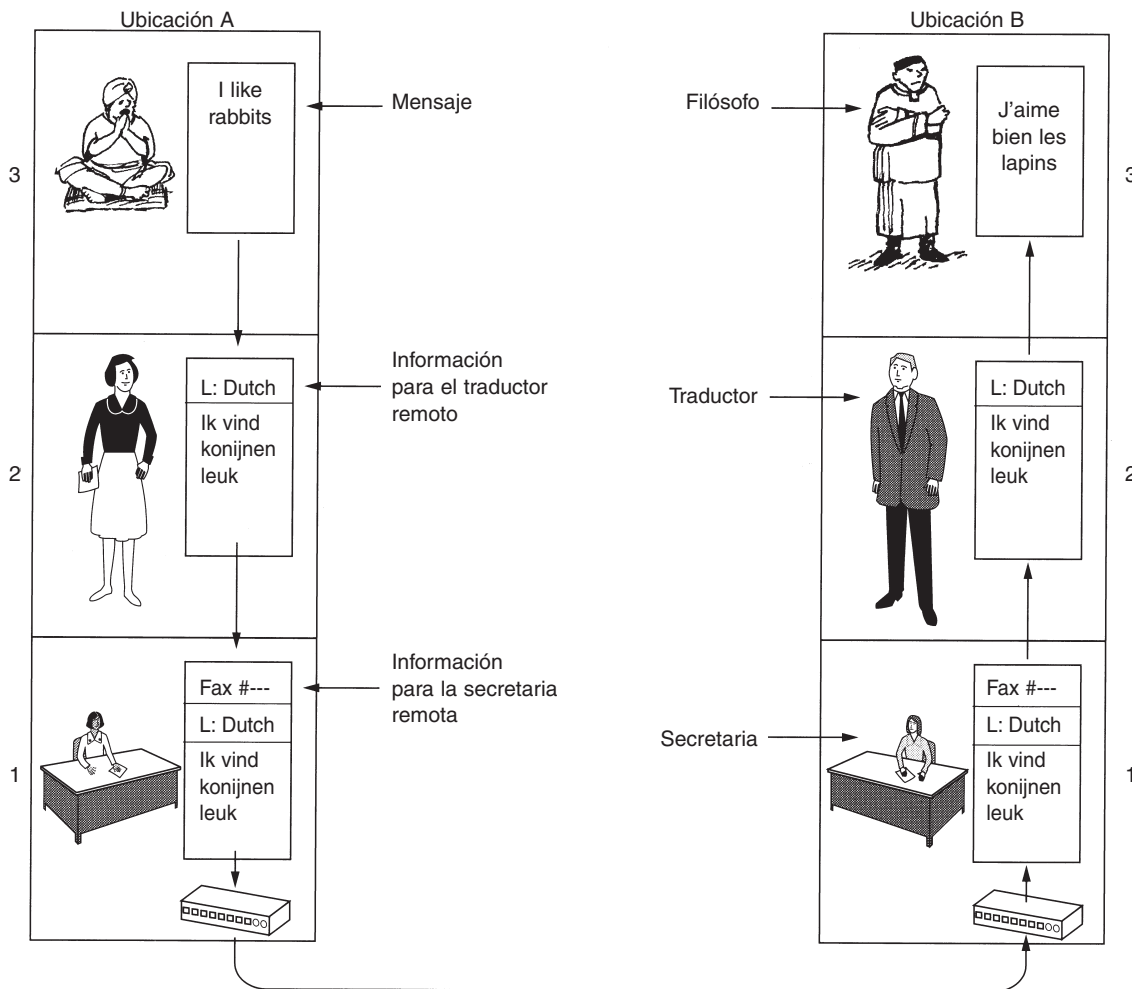 Ubicación A
I like
rabbits
Mensaje
3
L: Dutch
Ik vind
konijnen
leuk
Información
para el traductor
remoto
2
Fax #---
L: Dutch
Ik vind
konijnen
leuk
Información
para la secretaria
remota
1
Ubicación B
Filósofo
J'aime
bien les
lapins
3
Traductor
L: Dutch
Ik vind
konijnen
leuk
2
Secretaria
Fax #---
L: Dutch
Ik vind
konijnen
leuk
1